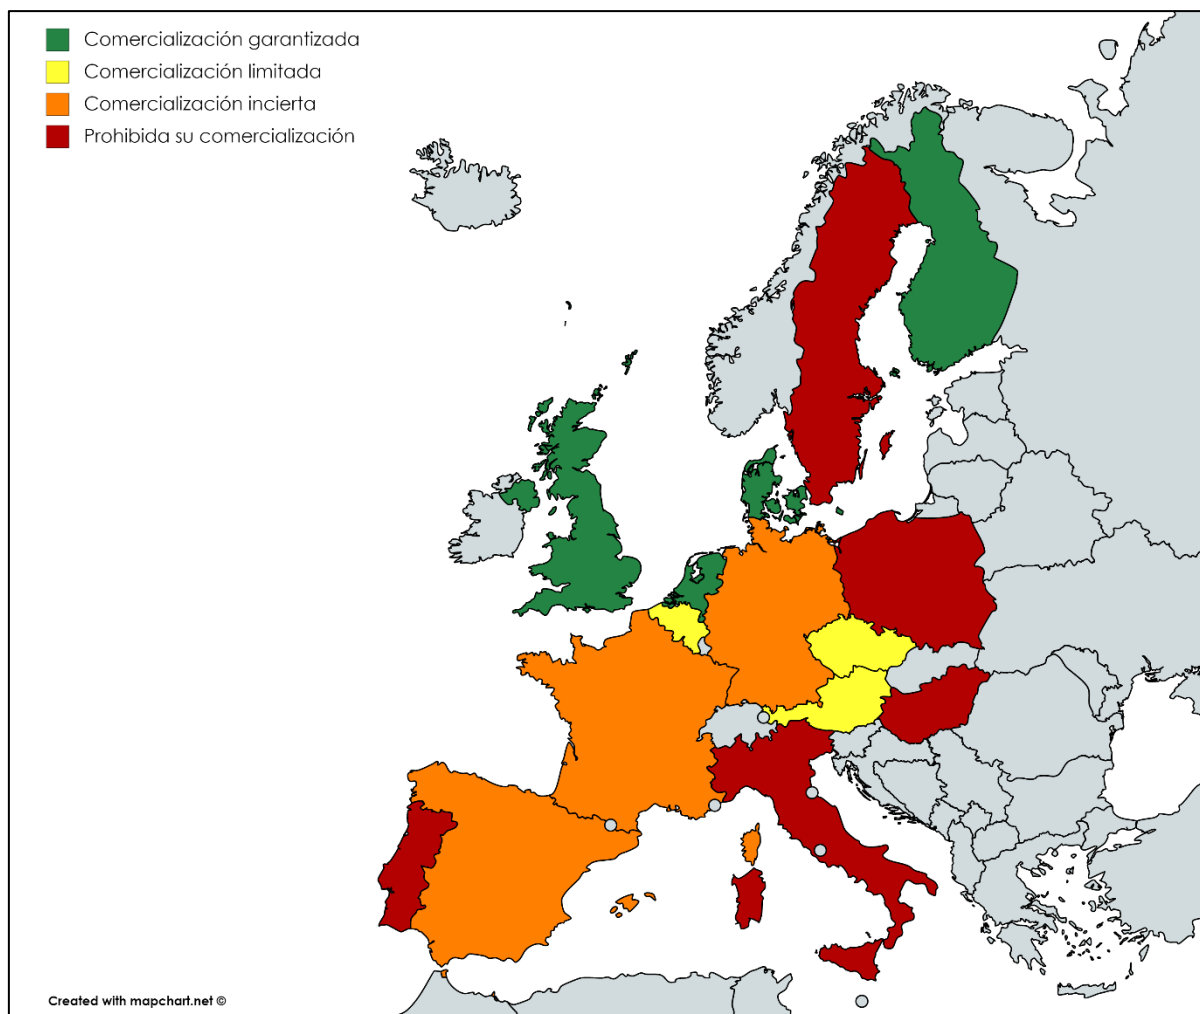 Comercialización garantizada
Comercialización limitada
Comercialización incierta
Prohibida su comercialización
Created with mapchart.net ©